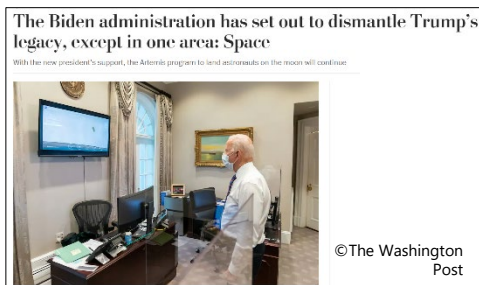 The Biden administration has set out to dismantle Trump's
legacy, except in one area: Space
With the new president's support, the Artemis program to land astronauts on the moon will continue
©The Washington
Post